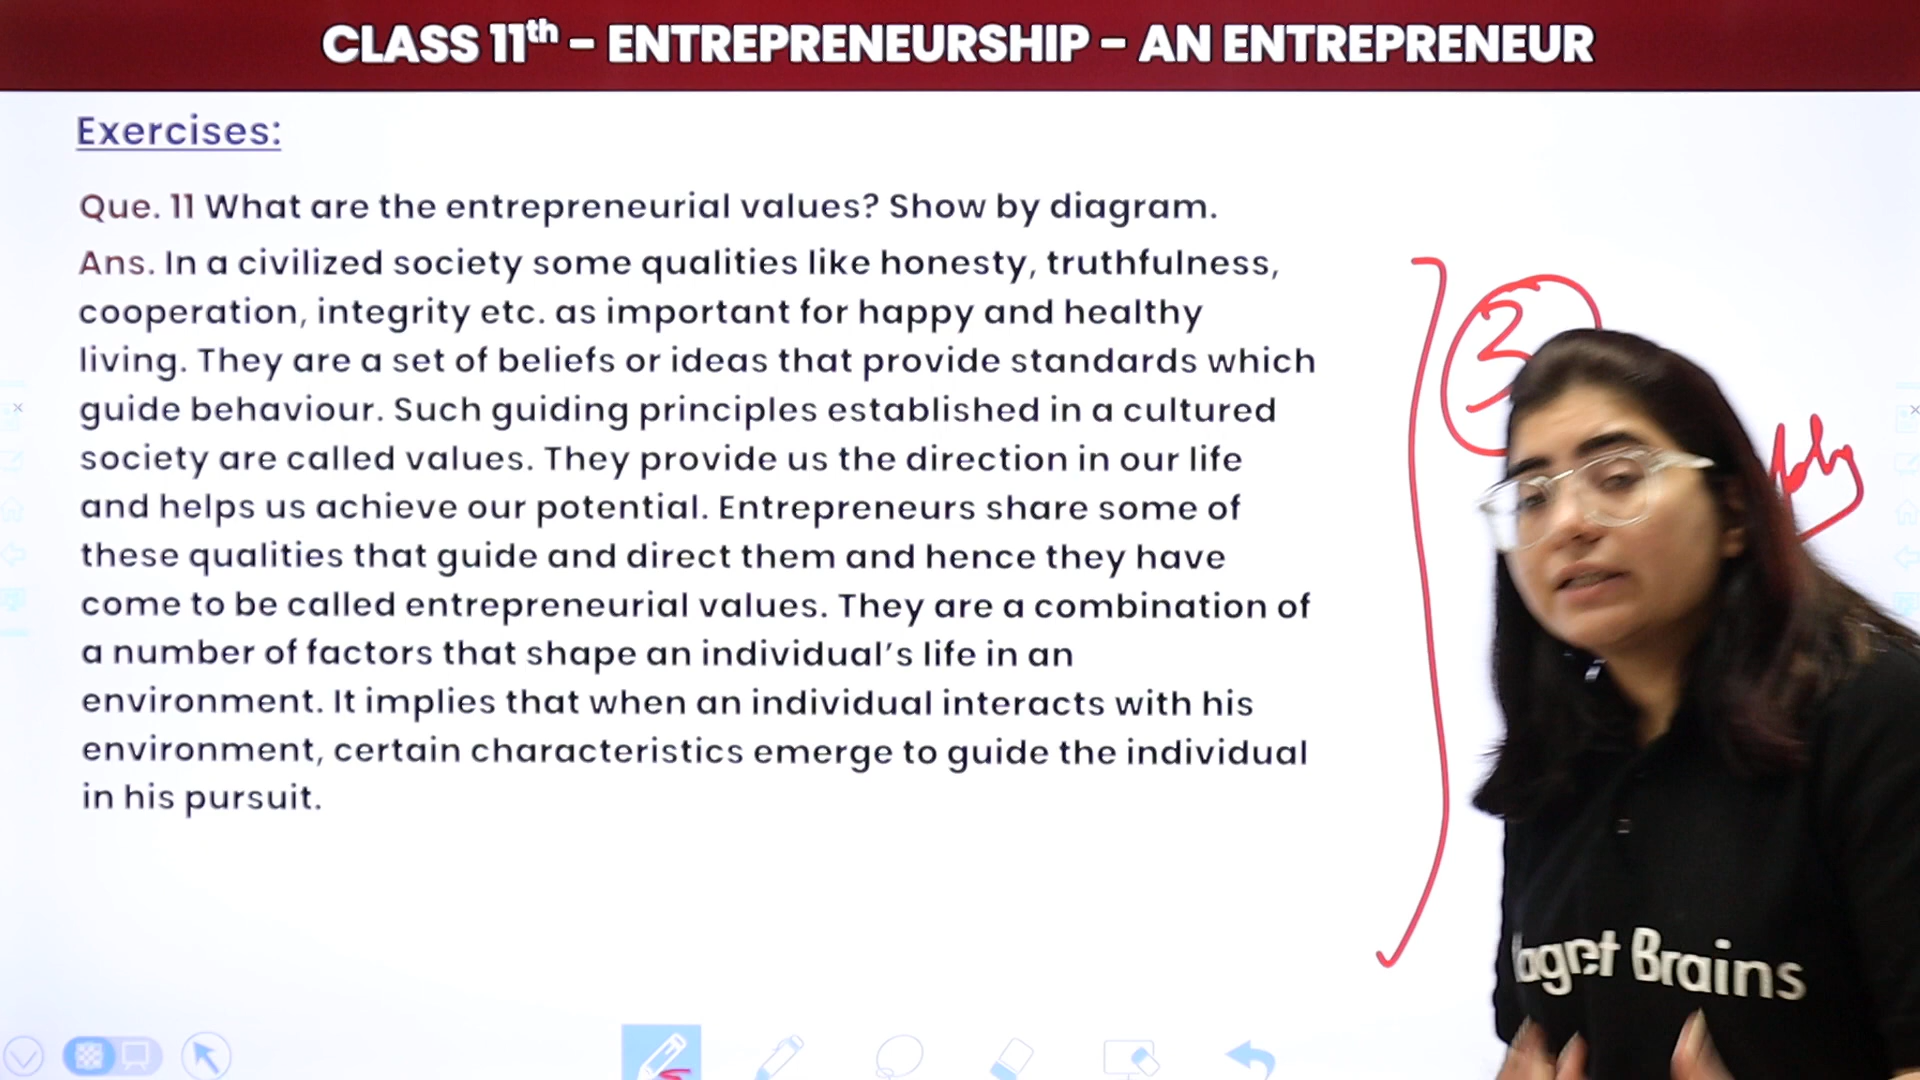 CLASS 11th – ENTREPRENEURSHIP – AN ENTREPRENEUR
Exercises:
Que. 11 What are the entrepreneurial values? Show by diagram.
Ans. In a civilized society some qualities like honesty, truthfulness,
cooperation, integrity etc. as important for happy and healthy
living. They are a set of beliefs or ideas that provide standards which
guide behaviour. Such guiding principles established in a cultured
society are called values. They provide us the direction in our life
and helps us achieve our potential. Entrepreneurs share some of
these qualities that guide and direct them and hence they have
come to be called entrepreneurial values. They are a combination of
a number of factors that shape an individual's life in an
environment. It implies that when an individual interacts with his
environment, certain characteristics emerge to guide the individual
in his pursuit.
3
Brains